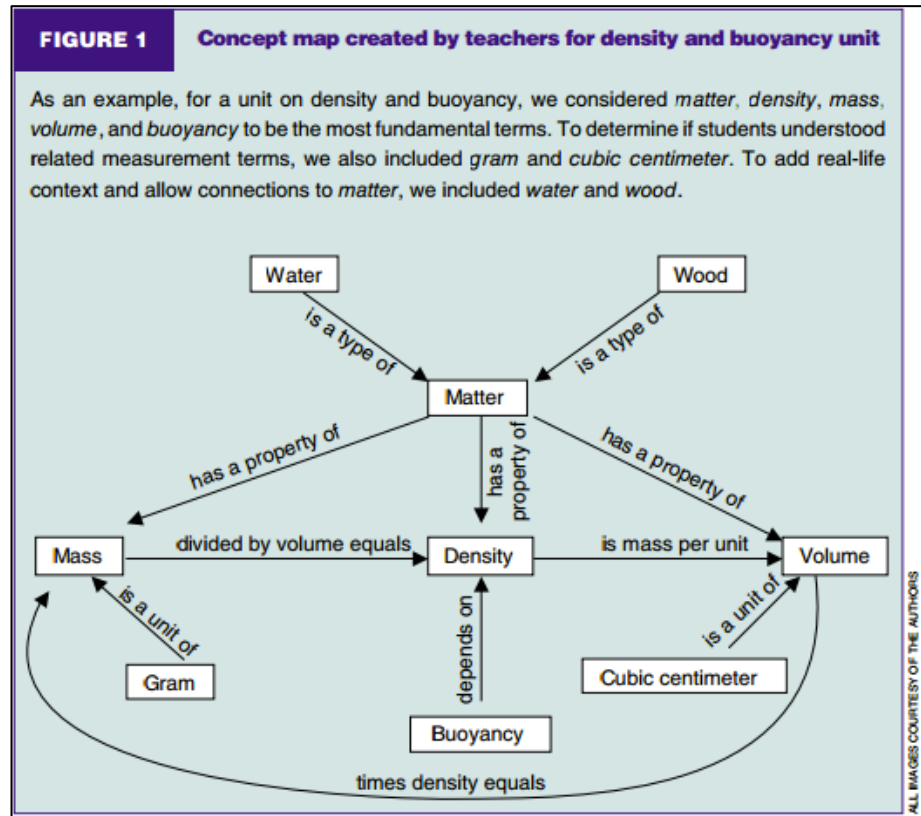 FIGURE 1
Concept map created by teachers for density and buoyancy unit
As an example, for a unit on density and buoyancy, we considered matter, density, mass,
volume, and buoyancy to be the most fundamental terms. To determine if students understood
related measurement terms, we also included gram and cubic centimeter. To add real-life
context and allow connections to matter, we included water and wood.
Water
Wood
is a type of
is a type of
Matter
has a property of
has a
property of
has a property of
Mass
divided by volume equals
Density
is mass per unit
Volume
is a unit of
depends on
is a unit of
Gram
Cubic centimeter
Buoyancy
times density equals
ALL IMAGES COURTESY OF THE AUTHORS